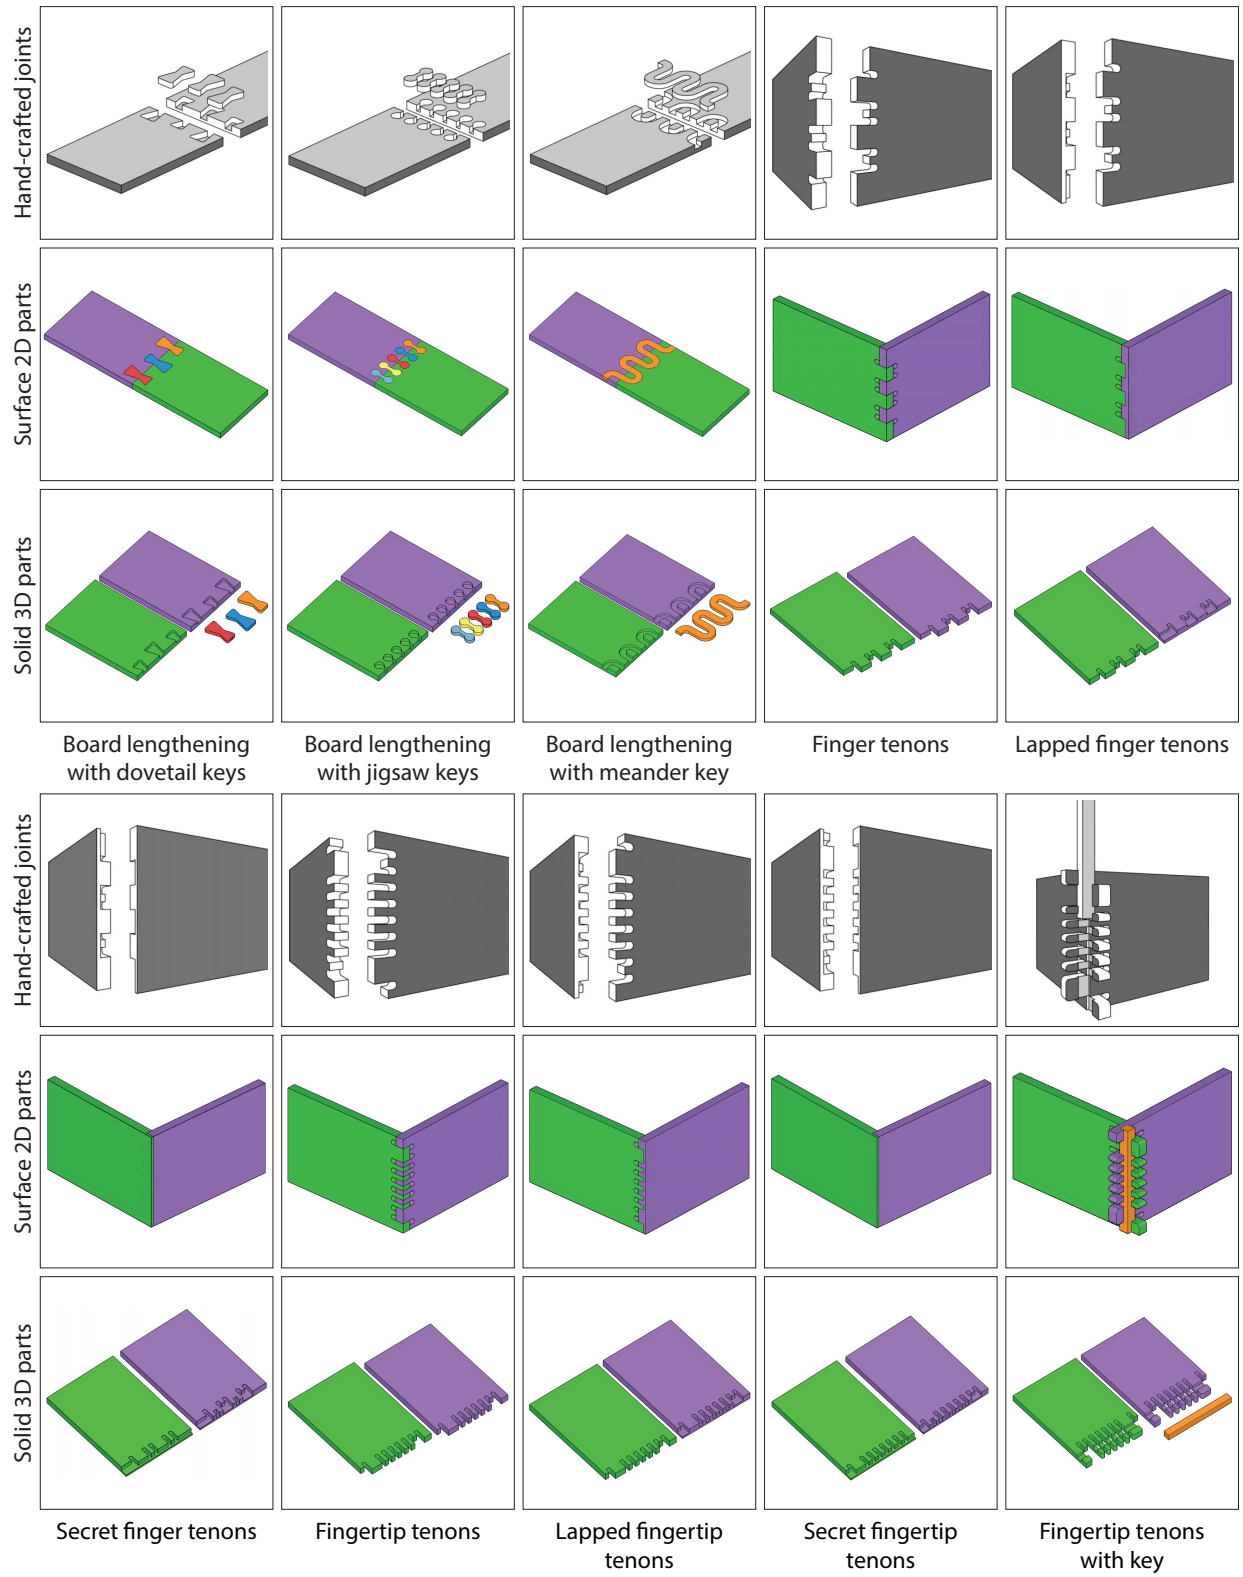 Hand-crafted joints
Surface 2D parts
Solid 3D parts
Board lengthening
with dovetail keys
Board lengthening
with jigsaw keys
Board lengthening
with meander key
Finger tenons
Lapped finger tenons
Hand-crafted joints
Surface 2D parts
Solid 3D parts
Secret finger tenons
Fingertip tenons
Lapped fingertip
tenons
Secret fingertip
tenons
Fingertip tenons
with key